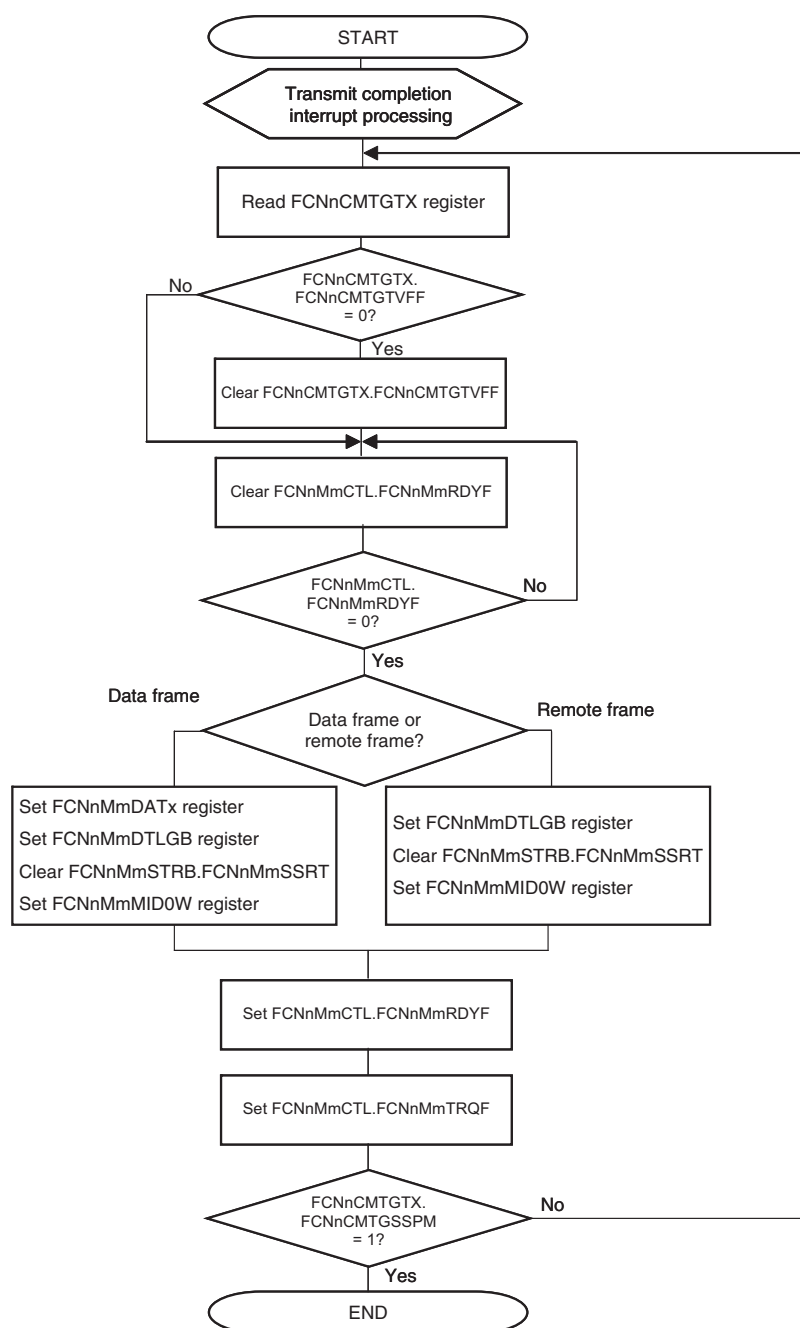 START
Transmit completion
interrupt processing
Read FCNnCMTGTX register
FCNnCMTGTX.
FCNnCMTGTVFF
= 0?
No
Yes
Clear FCNnCMTGTX.FCNnCMTGTVFF
Clear FCNnMmCTL.FCNnMmRDYF
FCNnMmCTL.
FCNnMmRDYF
= 0?
No
Yes
Data frame
Data frame or
remote frame?
Remote frame
Set FCNnMmDATx register
Set FCNnMmDTLGB register
Clear FCNnMmSTRB.FCNnMmSSRT
Set FCNnMmMID0W register
Set FCNnMmDTLGB register
Clear FCNnMmSTRB.FCNnMmSSRT
Set FCNnMmMID0W register
Set FCNnMmCTL.FCNnMmRDYF
Set FCNnMmCTL.FCNnMmTRQF
FCNnCMTGTX.
FCNnCMTGSSPM
= 1?
No
Yes
END